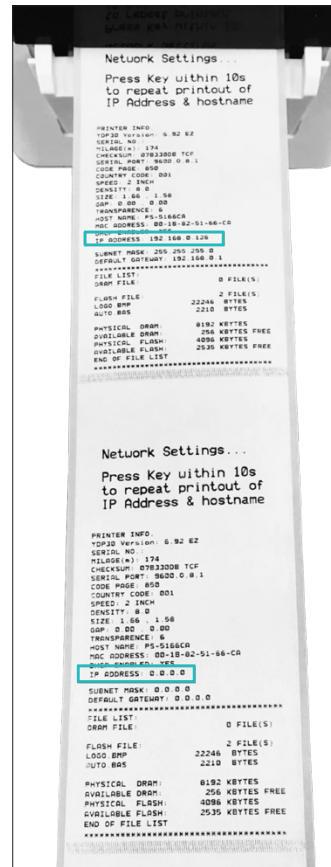 Network Settings...
Press Key within 10s
to repeat printout of
IP Address & hostname
PRINTER INFO.
YDP3D Version: 6.92 EZ
SERIAL NO.:
MILAGE(m): 174
CHECKSUM: 07833008 TCF
SERIAL PORT: 9600.0.8.1
CODE PAGE: 850
COUNTRY CODE: 001
SPEED: 2 INCH
DENSITY: 8.0
SIZE: 1.66 , 1.58
GAP: 0.00 , 0.00
TRANSPARENCE: 6
HOST NAME: PS-5166CA
MAC ADDRESS: 00-18-82-51-66-CA
DHCP ENABLED: YES
IP ADDRESS: 192.168.0.126
SUBNET MASK: 255.255.255.0
DEFAULT GATEWAY: 192.168.0.1
FILE LIST:
DRAM FILE: 0 FILE(S)
FLASH FILE: 2 FILE(S)
LOGO.BMP 22246 BYTES
AUTO.BAS 2210 BYTES
PHYSICAL DRAM: 8192 KBYTES
AVAILABLE DRAM: 256 KBYTES FREE
PHYSICAL FLASH: 4096 KBYTES
AVAILABLE FLASH: 2535 KBYTES FREE
END OF FILE LIST
Network Settings...
Press Key within 10s
to repeat printout of
IP Address & hostname
PRINTER INFO.
YDP3D Version: 6.92 EZ
SERIAL NO.:
MILAGE(m): 174
CHECKSUM: 07833008 TCF
SERIAL PORT: 9600.0.8.1
CODE PAGE: 850
COUNTRY CODE: 001
SPEED: 2 INCH
DENSITY: 8.0
SIZE: 1.66 , 1.58
GAP: 0.00 , 0.00
TRANSPARENCE: 6
HOST NAME: PS-5166CA
MAC ADDRESS: 00-18-82-51-66-CA
DHCP ENABLED: YES
IP ADDRESS: 0.0.0.0
SUBNET MASK: 0.0.0.0
DEFAULT GATEWAY: 0.0.0.0
FILE LIST:
DRAM FILE: 0 FILE(S)
FLASH FILE: 2 FILE(S)
LOGO.BMP 22246 BYTES
AUTO.BAS 2210 BYTES
PHYSICAL DRAM: 8192 KBYTES
AVAILABLE DRAM: 256 KBYTES FREE
PHYSICAL FLASH: 4096 KBYTES
AVAILABLE FLASH: 2535 KBYTES FREE
END OF FILE LIST